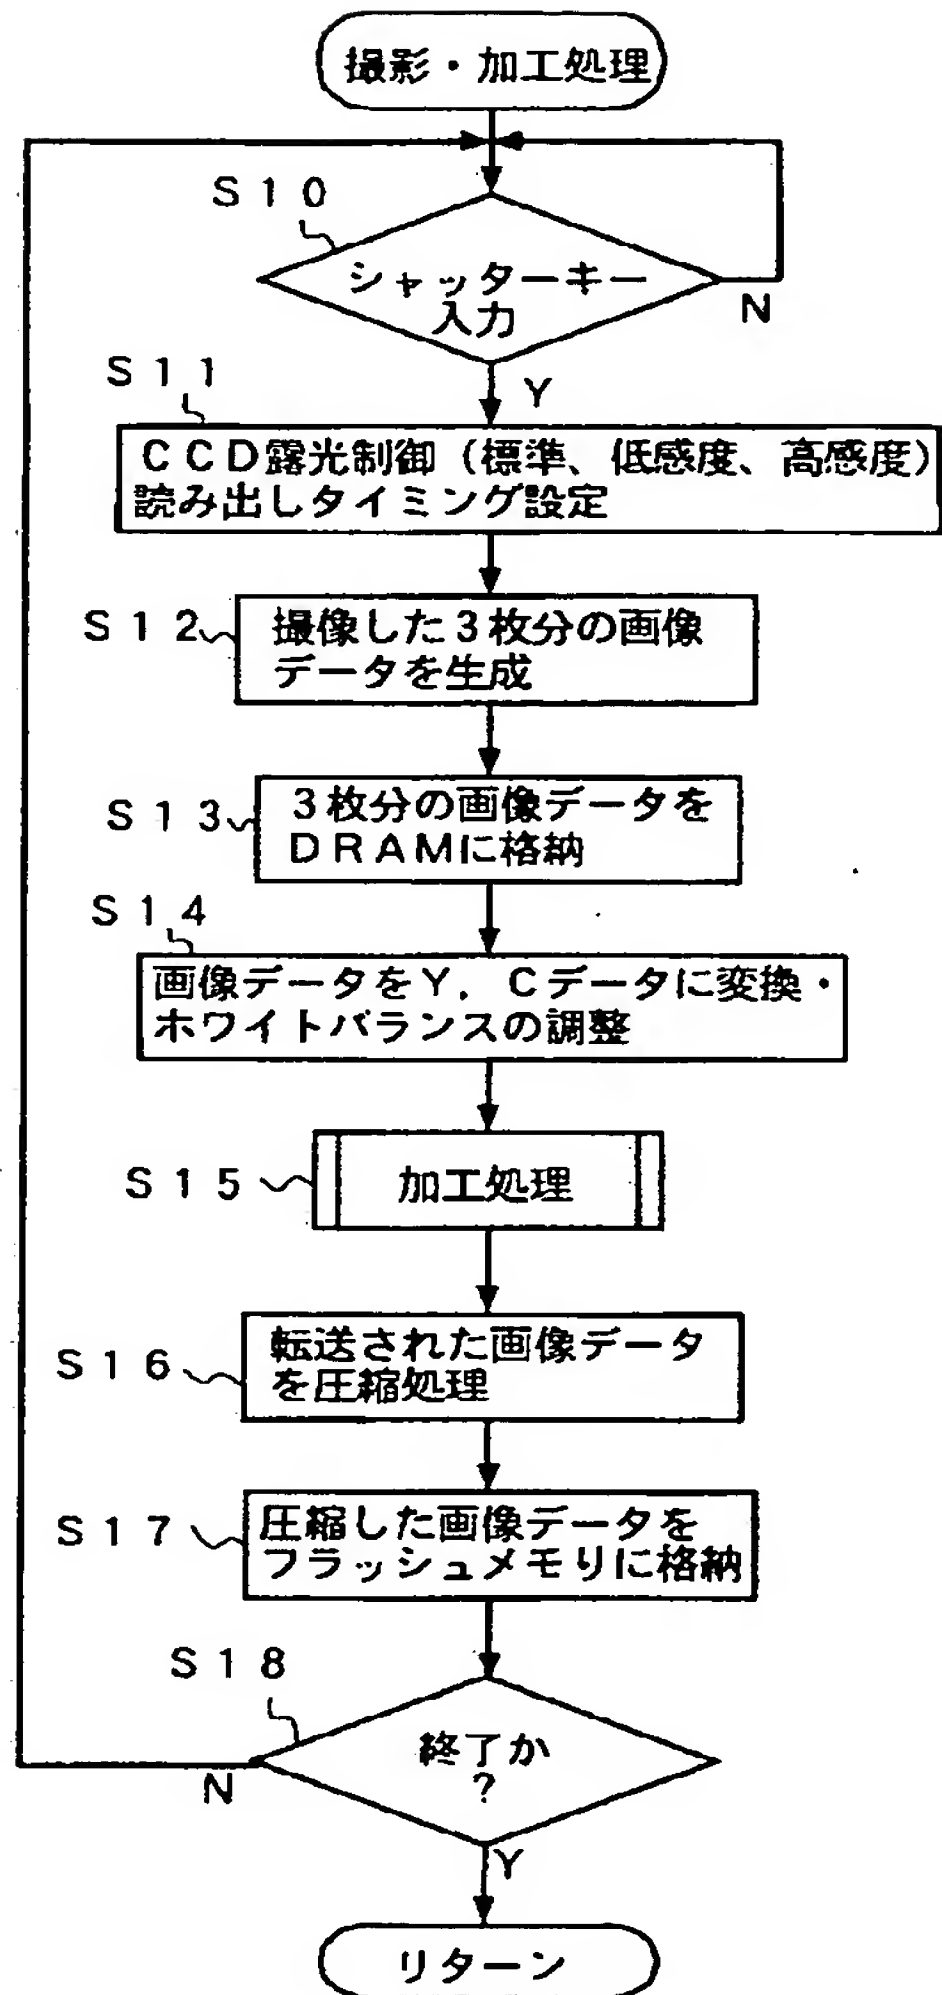 撮影・加工処理
S10
シャッターキー
入力
N
Y
S11
CCD露光制御（標準、低感度、高感度）
読み出しタイミング設定
S12
撮像した3枚分の画像
データを生成
S13
3枚分の画像データを
DRAMに格納
S14
画像データをY，Cデータに変換・
ホワイトバランスの調整
S15
加工処理
S16
転送された画像データ
を圧縮処理
S17
圧縮した画像データを
フラッシュメモリに格納
S18
終了か
?
N
Y
リターン